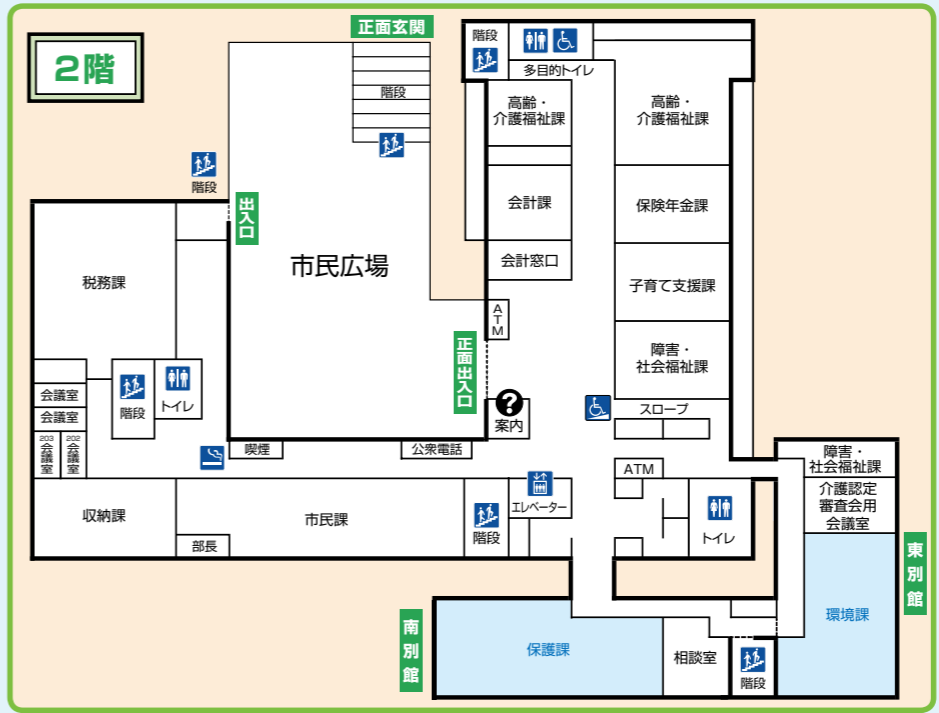 正面玄関
2階
階段
階段
階段
多目的トイレ
高齢・
介護福祉課
高齢・
介護福祉課
出入口
会計課
保険年金課
市民広場
会計窓口
税務課
子育て支援課
ATM
正面出入口
障害・
社会福祉課
会議室
会議室
階段
トイレ
203
会議室
202
会議室
?
案内
スロープ
喫煙
公衆電話
ATM
障害・
社会福祉課
介護認定
審査会用
会議室
収納課
市民課
部長
階段
エレベーター
トイレ
東別館
環境課
南別館
保護課
相談室
階段